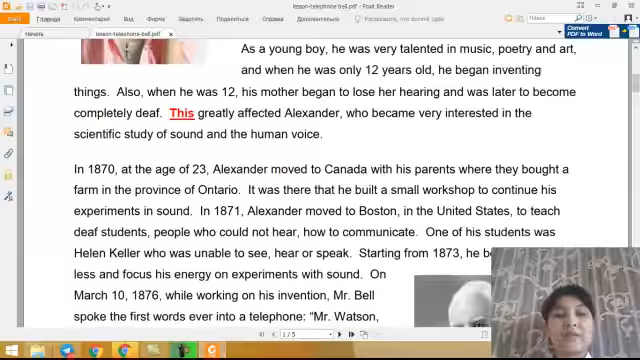 lesson-telephone-bell.pdf - Foxit Reader
Файл
Главная
Комментарий
Вид
Защита
Поделиться
Справка
Дополнительно
Расскажите, что
Поиск
Начать
lesson-telephone-bell.pdf
Convert
PDF to Word
As a young boy, he was very talented in music, poetry and art,
and when he was only 12 years old, he began inventing
things. Also, when he was 12, his mother began to lose her hearing and was later to become
completely deaf. This greatly affected Alexander, who became very interested in the
scientific study of sound and the human voice.
In 1870, at the age of 23, Alexander moved to Canada with his parents where they bought a
farm in the province of Ontario. It was there that he built a small workshop to continue his
experiments in sound. In 1871, Alexander moved to Boston, in the United States, to teach
deaf students, people who could not hear, how to communicate. One of his students was
Helen Keller who was unable to see, hear or speak. Starting from 1873, he
less and focus his energy on experiments with sound. On
March 10, 1876, while working on his invention, Mr. Bell
spoke the first words ever into a telephone: “Mr. Watson,
1 / 5